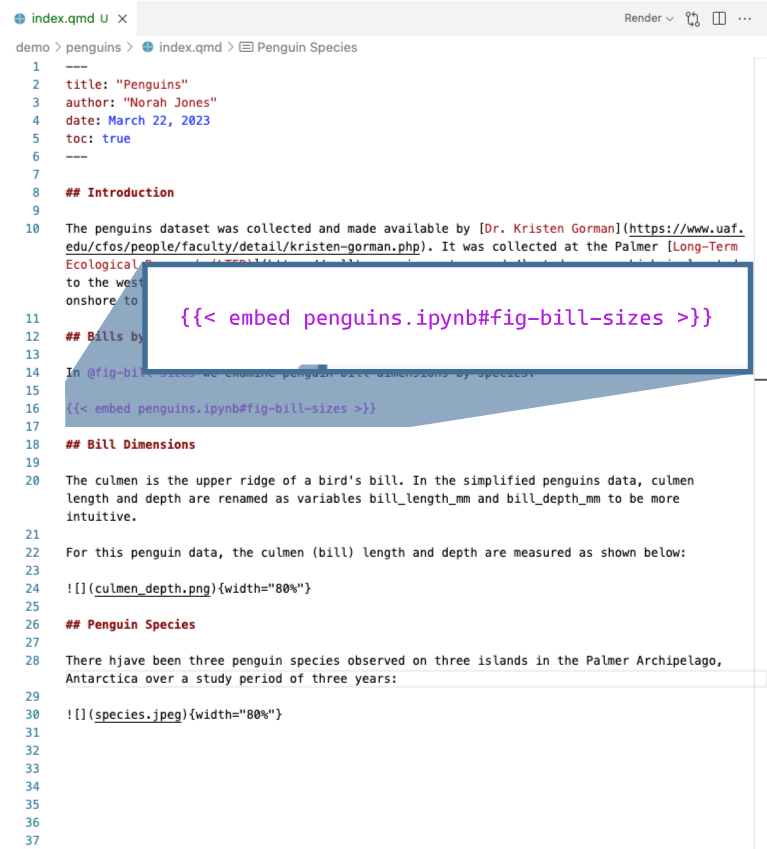 index.qmd U
Render
demo > penguins > index.qmd > Penguin Species
1 ---
2 title: "Penguins"
3 author: "Norah Jones"
4 date: March 22, 2023
5 toc: true
6 ---
7
8 ## Introduction
9
10 The penguins dataset was collected and made available by [Dr. Kristen Gorman](https://www.uaf.
edu/cfos/people/faculty/detail/kristen-gorman.php). It was collected at the Palmer [Long-Term
Ecological
to the west
onshore to
{{< embed penguins.ipynb#fig-bill-sizes >}}
11
12 ## Bills by
13
14 In @fig-bill-sizes we examine penguin bill dimensions by species.
15
16 {{< embed penguins.ipynb#fig-bill-sizes >}}
17
18 ## Bill Dimensions
19
20 The culmen is the upper ridge of a bird's bill. In the simplified penguins data, culmen
length and depth are renamed as variables bill_length_mm and bill_depth_mm to be more
intuitive.
21
22 For this penguin data, the culmen (bill) length and depth are measured as shown below:
23
24 ![](culmen_depth.png){width="80%"}
25
26 ## Penguin Species
27
28 There hjave been three penguin species observed on three islands in the Palmer Archipelago,
Antarctica over a study period of three years:
29
30 ![](species.jpeg){width="80%"}
31
32
33
34
35
36
37